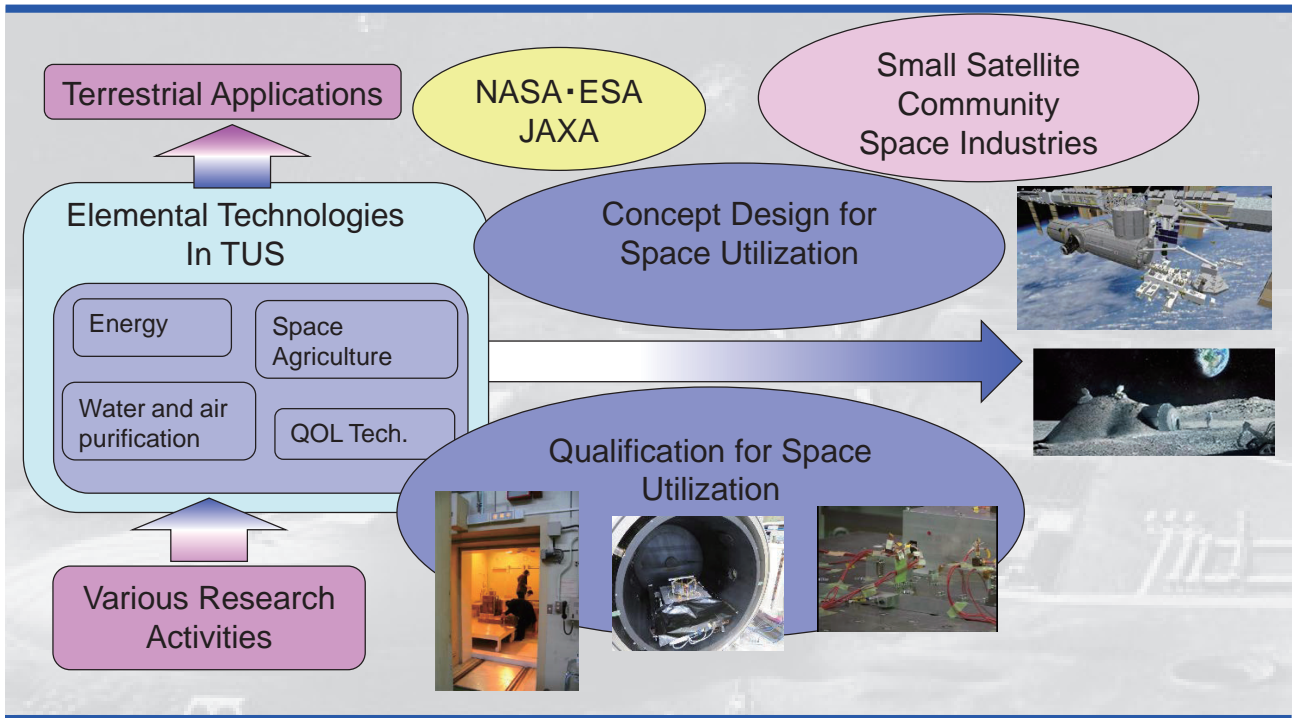 Terrestrial Applications
NASA･ESA
JAXA
Small Satellite
Community
Space Industries
Elemental Technologies
In TUS
Energy
Space
Agriculture
Water and air
purification
QOL Tech.
Concept Design for
Space Utilization
Qualification for Space
Utilization
Various Research
Activities